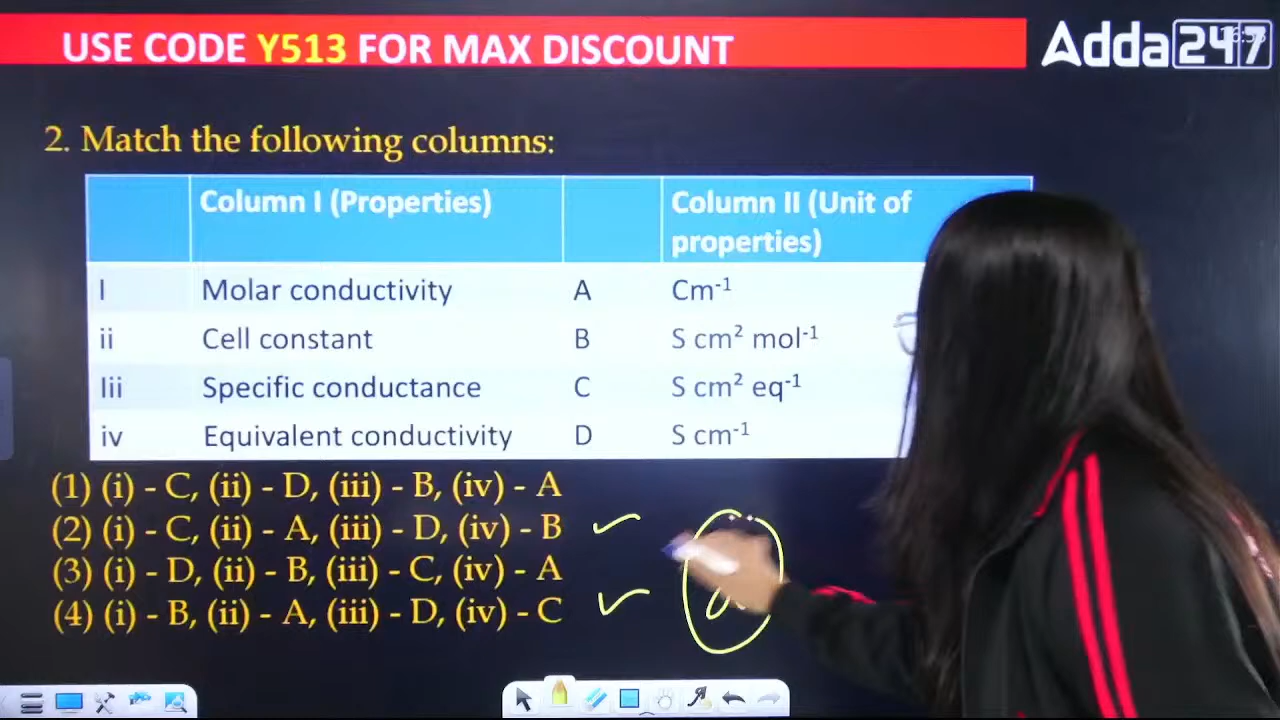 USE CODE Y513 FOR MAX DISCOUNT
Adda247
2. Match the following columns:
Column I (Properties) Column II (Unit of
properties)
I Molar conductivity A Cm⁻¹
ii Cell constant B S cm² mol⁻¹
Iii Specific conductance C S cm² eq⁻¹
iv Equivalent conductivity D S cm⁻¹
(1) (i) - C, (ii) - D, (iii) - B, (iv) - A
(2) (i) - C, (ii) - A, (iii) - D, (iv) - B
(3) (i) - D, (ii) - B, (iii) - C, (iv) - A
(4) (i) - B, (ii) - A, (iii) - D, (iv) - C